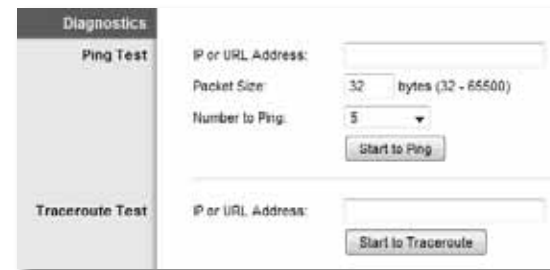 Diagnostics
Ping Test
IP or URL Address:
Packet Size: 32 bytes (32 - 65500)
Number to Ping: 5
Start to Ping
Traceroute Test
IP or URL Address:
Start to Traceroute